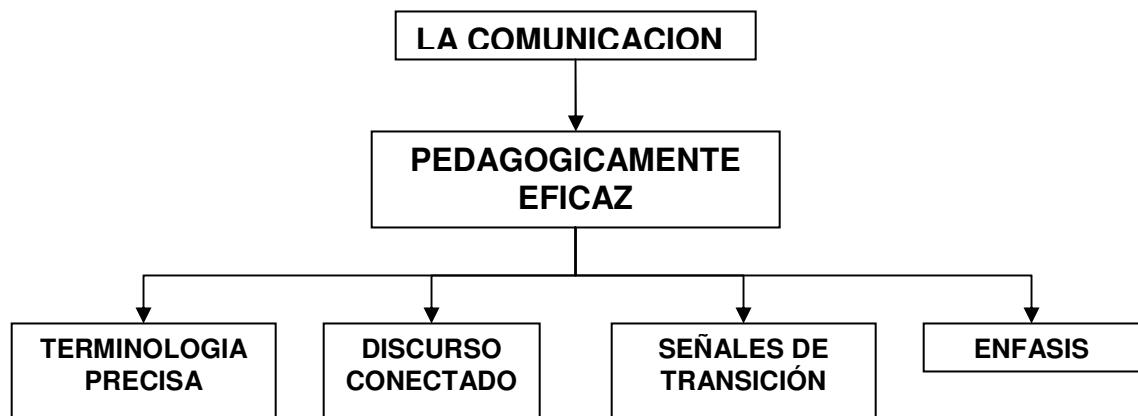 LA COMUNICACION
PEDAGOGICAMENTE
EFICAZ
TERMINOLOGIA
PRECISA
DISCURSO
CONECTADO
SEÑALES DE
TRANSICIÓN
ENFASIS